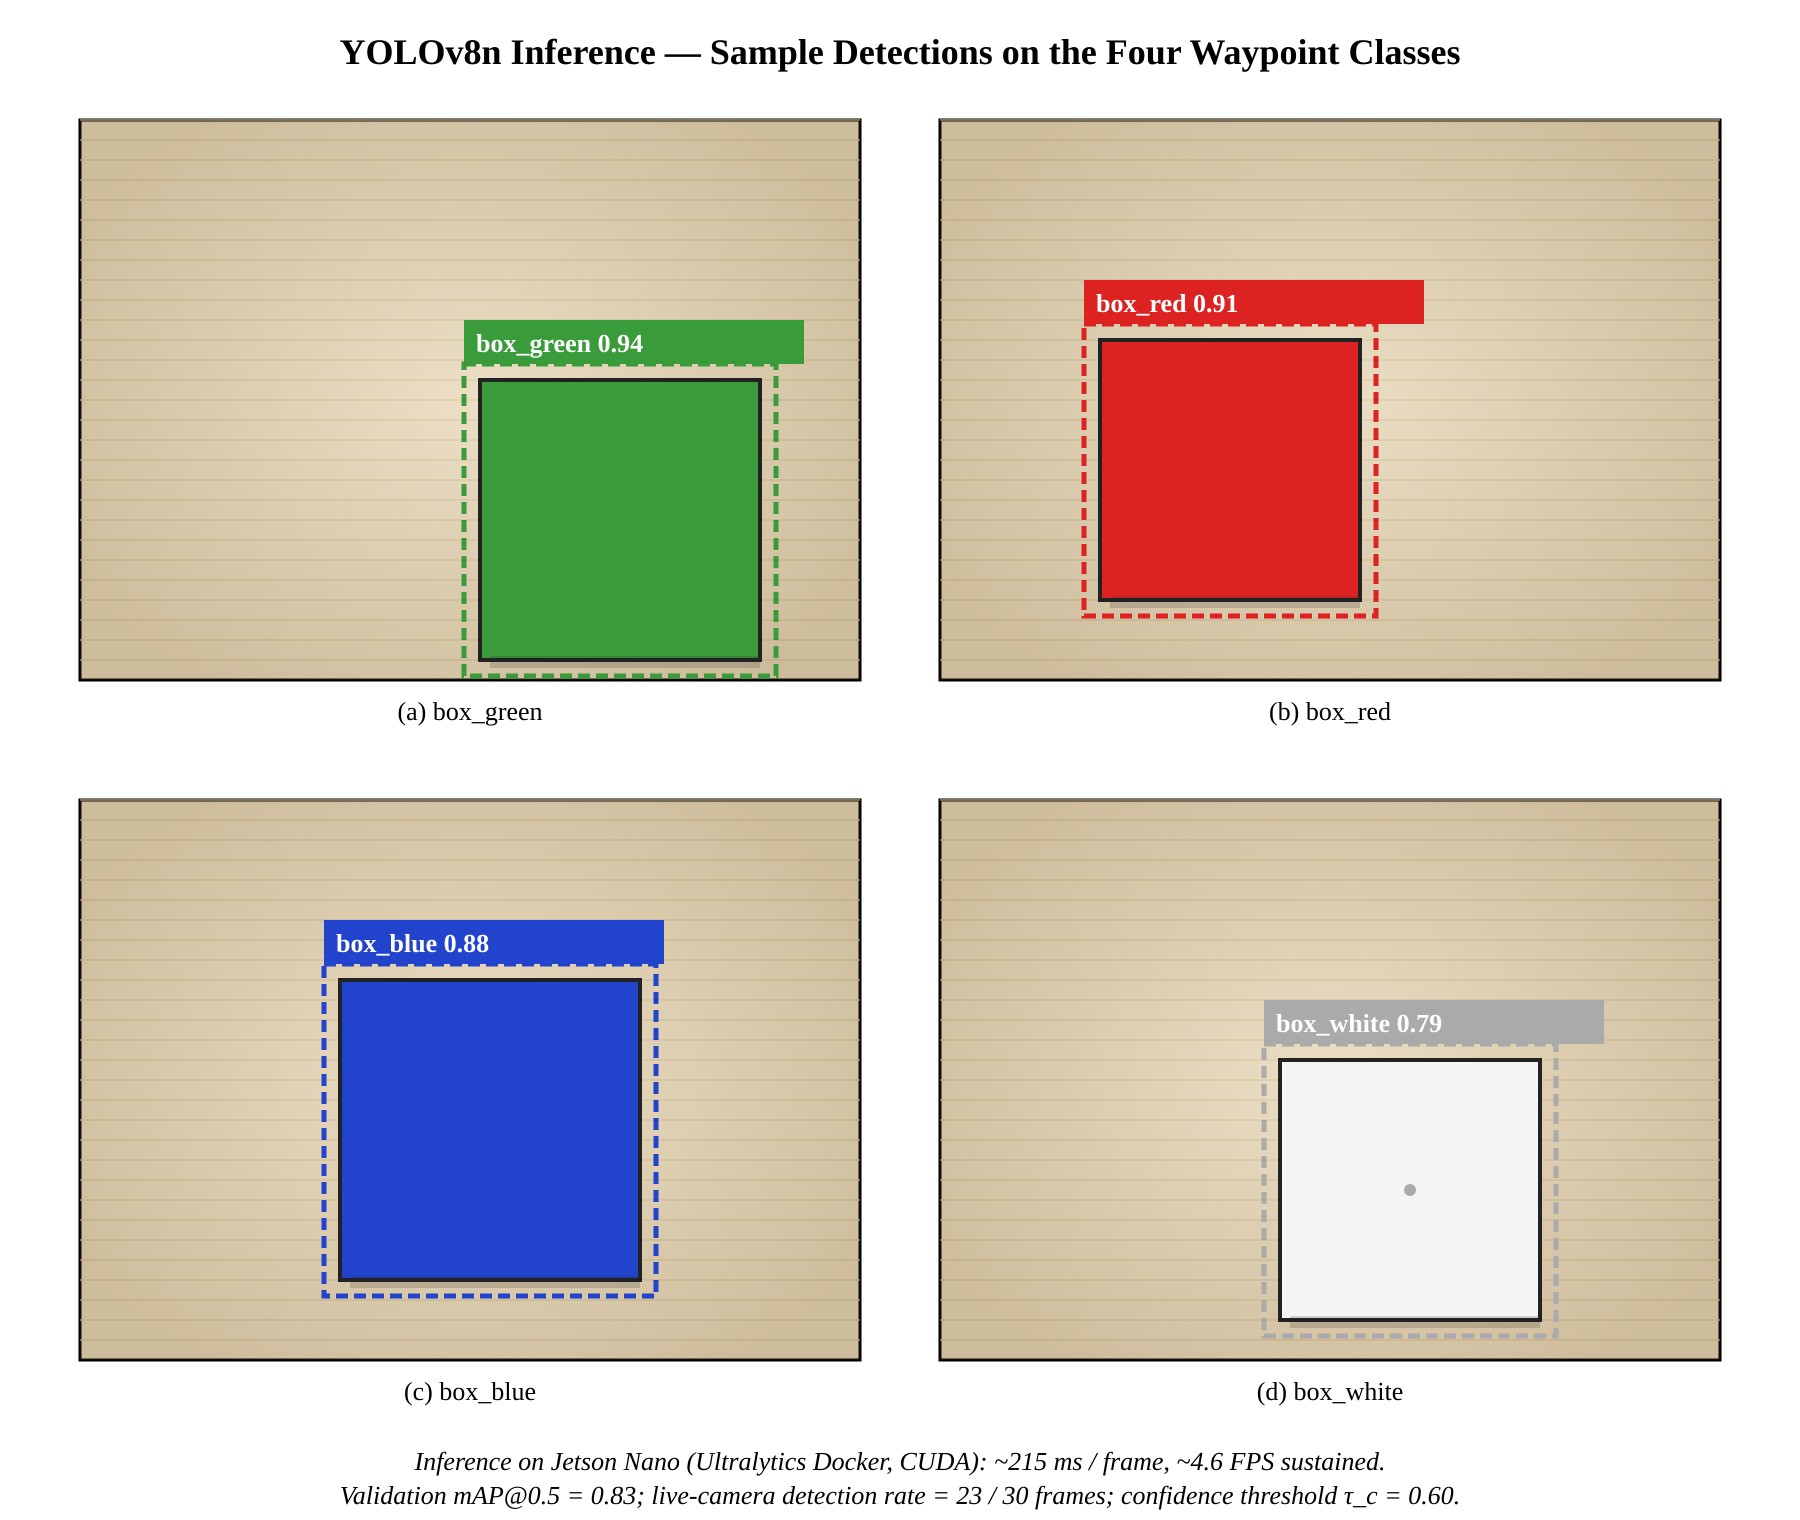 YOLOv8n Inference — Sample Detections on the Four Waypoint Classes
box_green 0.94
box_red 0.91
(a) box_green
(b) box_red
box_blue 0.88
box_white 0.79
(c) box_blue
(d) box_white
Inference on Jetson Nano (Ultralytics Docker, CUDA): ~215 ms / frame, ~4.6 FPS sustained.
Validation mAP@0.5 = 0.83; live-camera detection rate = 23 / 30 frames; confidence threshold τ_c = 0.60.